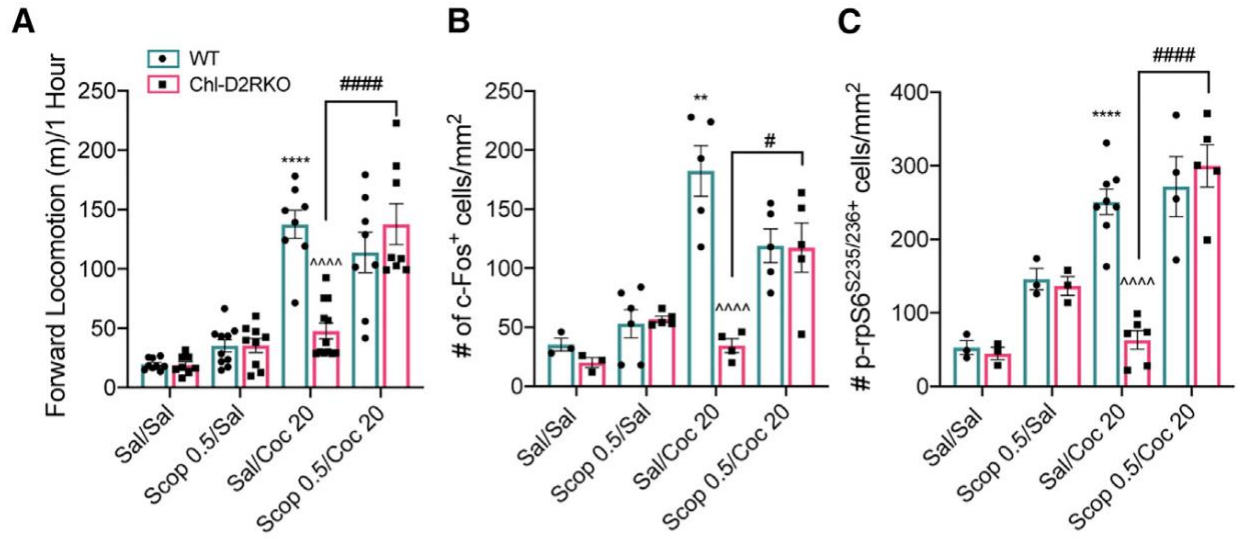 A
WT
Chl-D2RKO
Forward Locomotion (m)/1 Hour
250
200
150
100
50
0
####
****
^^^^
Sal/Sal
Scop 0.5/Sal
Sal/Coc 20
Scop 0.5/Coc 20
B
# of c-Fos⁺ cells/mm²
250
200
150
100
50
0
**
#
^^^^
Sal/Sal
Scop 0.5/Sal
Sal/Coc 20
Scop 0.5/Coc 20
C
# p-rpS6^S235/236+ cells/mm²
400
300
200
100
0
####
****
^^^^
Sal/Sal
Scop 0.5/Sal
Sal/Coc 20
Scop 0.5/Coc 20